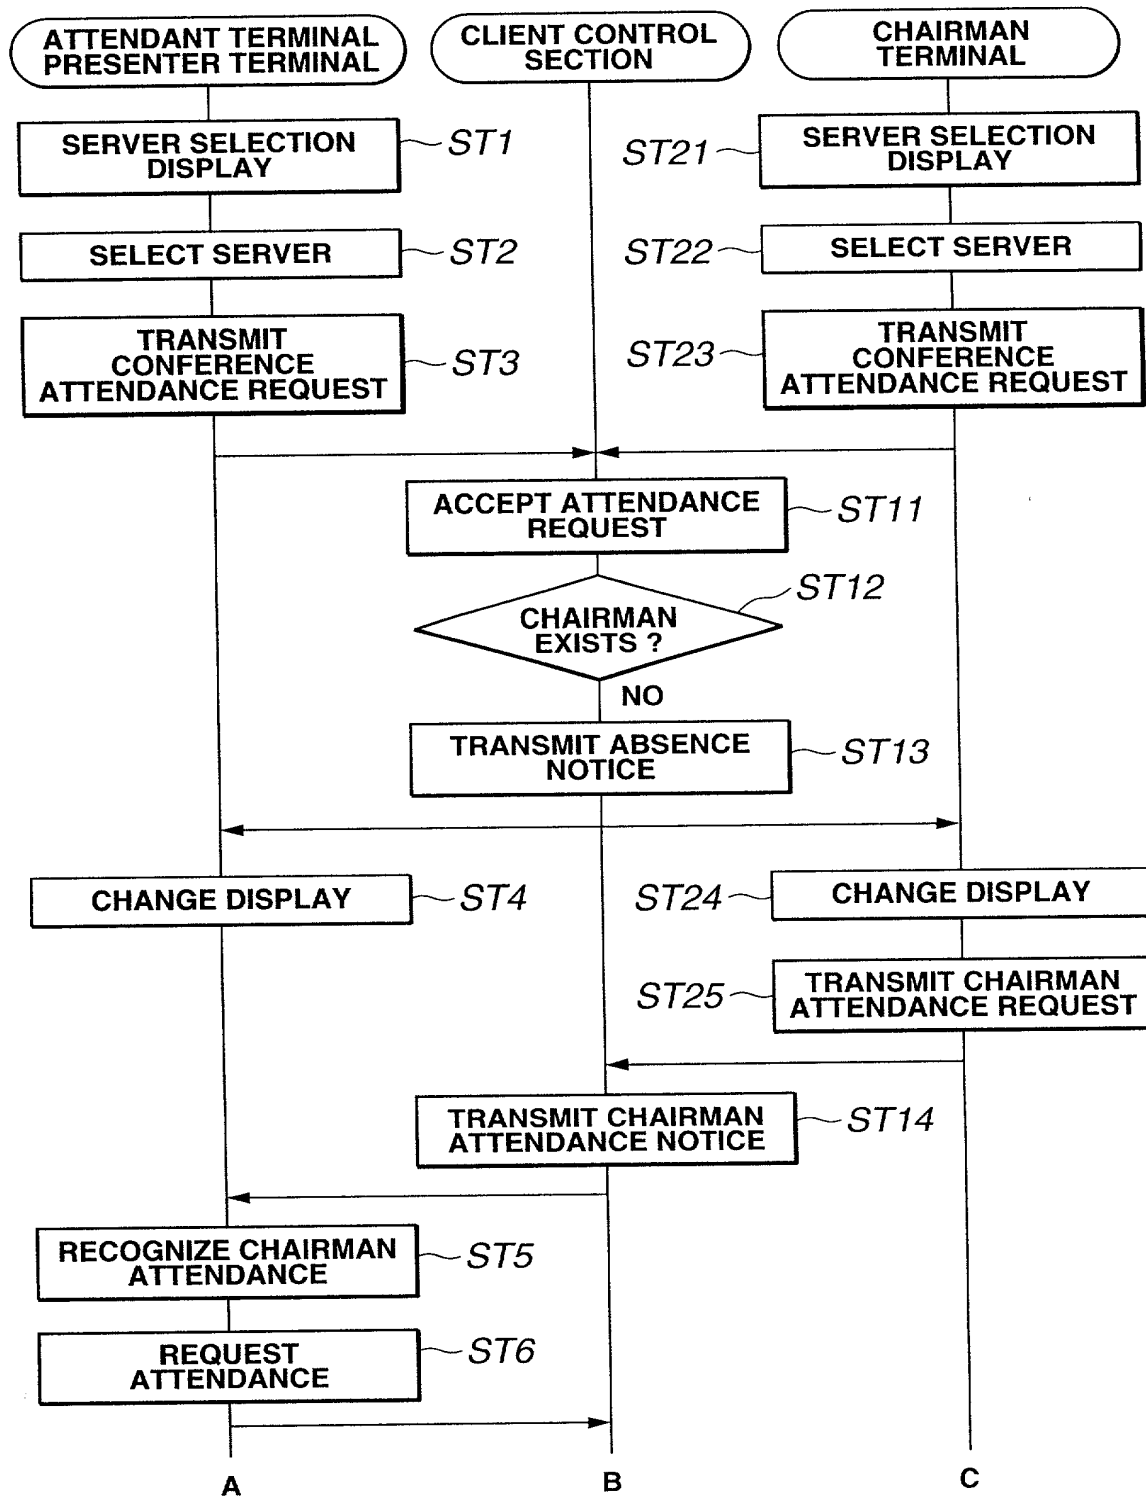 ATTENDANT TERMINAL
PRESENTER TERMINAL
CLIENT CONTROL
SECTION
CHAIRMAN
TERMINAL
SERVER SELECTION
DISPLAY
ST1
ST21
SERVER SELECTION
DISPLAY
SELECT SERVER
ST2
ST22
SELECT SERVER
TRANSMIT
CONFERENCE
ATTENDANCE REQUEST
ST3
ST23
TRANSMIT
CONFERENCE
ATTENDANCE REQUEST
ACCEPT ATTENDANCE
REQUEST
ST11
CHAIRMAN
EXISTS ?
ST12
NO
TRANSMIT ABSENCE
NOTICE
ST13
CHANGE DISPLAY
ST4
ST24
CHANGE DISPLAY
ST25
TRANSMIT CHAIRMAN
ATTENDANCE REQUEST
TRANSMIT CHAIRMAN
ATTENDANCE NOTICE
ST14
RECOGNIZE CHAIRMAN
ATTENDANCE
ST5
REQUEST
ATTENDANCE
ST6
A
B
C